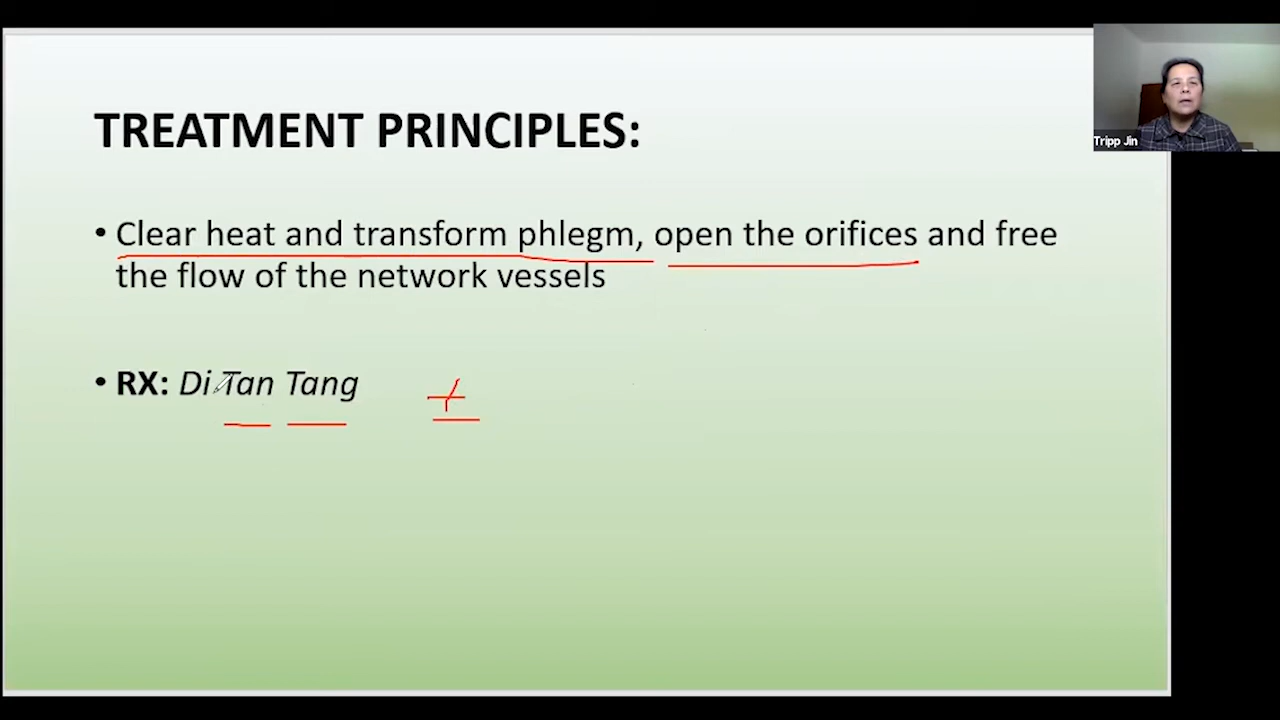 TREATMENT PRINCIPLES:
Tripp Jin
• Clear heat and transform phlegm, open the orifices and free
the flow of the network vessels
• RX: Di Tan Tang +